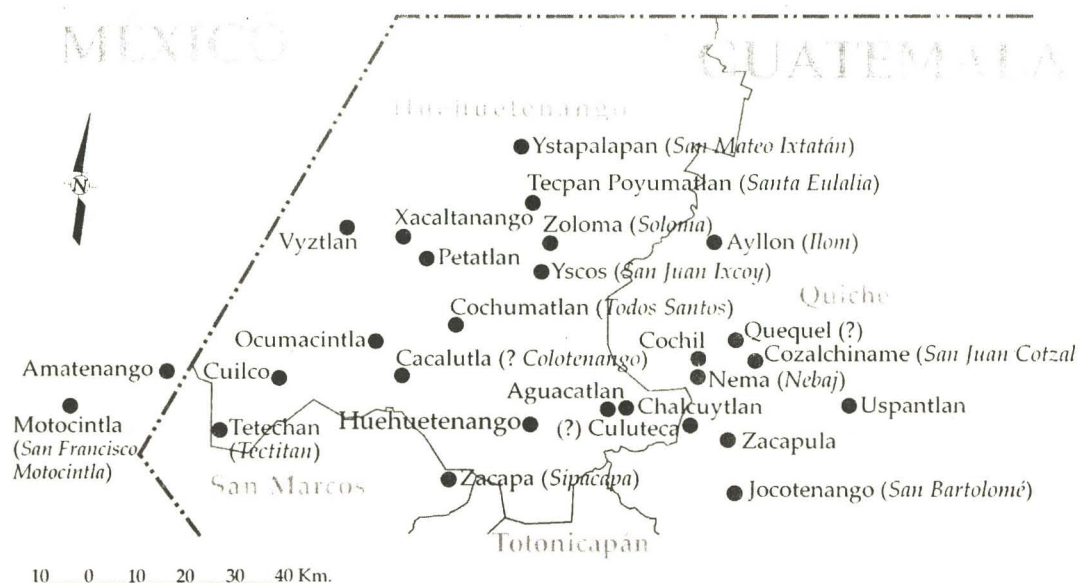 MEXICO
GUATEMALA
Huehuetenango
Ystapalapan (San Mateo Ixtatán)
Tecpan Poyumatlan (Santa Eulalia)
Xacaltanango
Zoloma (Soloma)
Vyztlan
Ayllon (Ilom)
Petatlan
Yscos (San Juan Ixcoy)
Quiche
Cochumatlan (Todos Santos)
Ocumacintla
Cochil
Quequel (?)
Cacalutla (? Colotenango)
Cozalchiname (San Juan Cotzal
Amatenango
Cuilco
Nema (Nebaj)
Aguacatlan
Chalcuytlan
Uspantlan
Motocintla
(San Francisco
Motocintla)
Tetechan
(Tectitan)
Huehuetenango
(?) Culuteca
Zacapula
San Marcos
Zacapa (Sipacapa)
Jocotenango (San Bartolomé)
Totonicapán
N
10 0 10 20 30 40 Km.